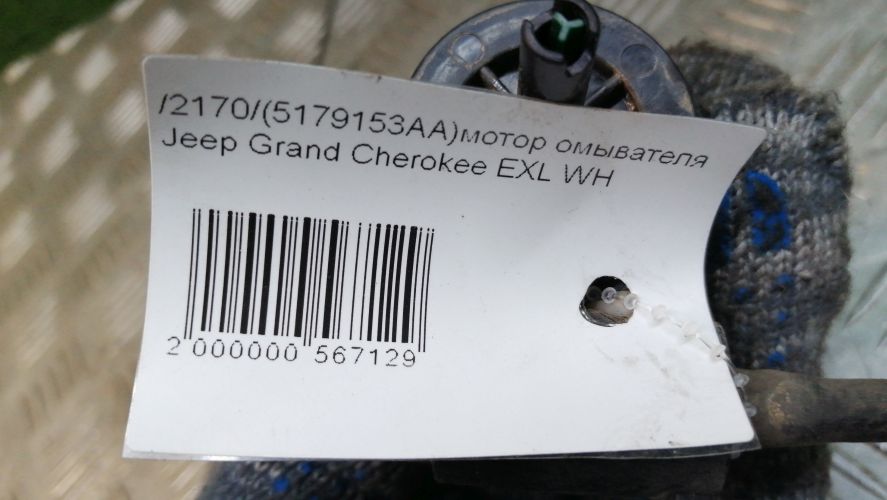 /2170/(5179153AA)мотор омывателя
Jeep Grand Cherokee EXL WH
2 000000 567129